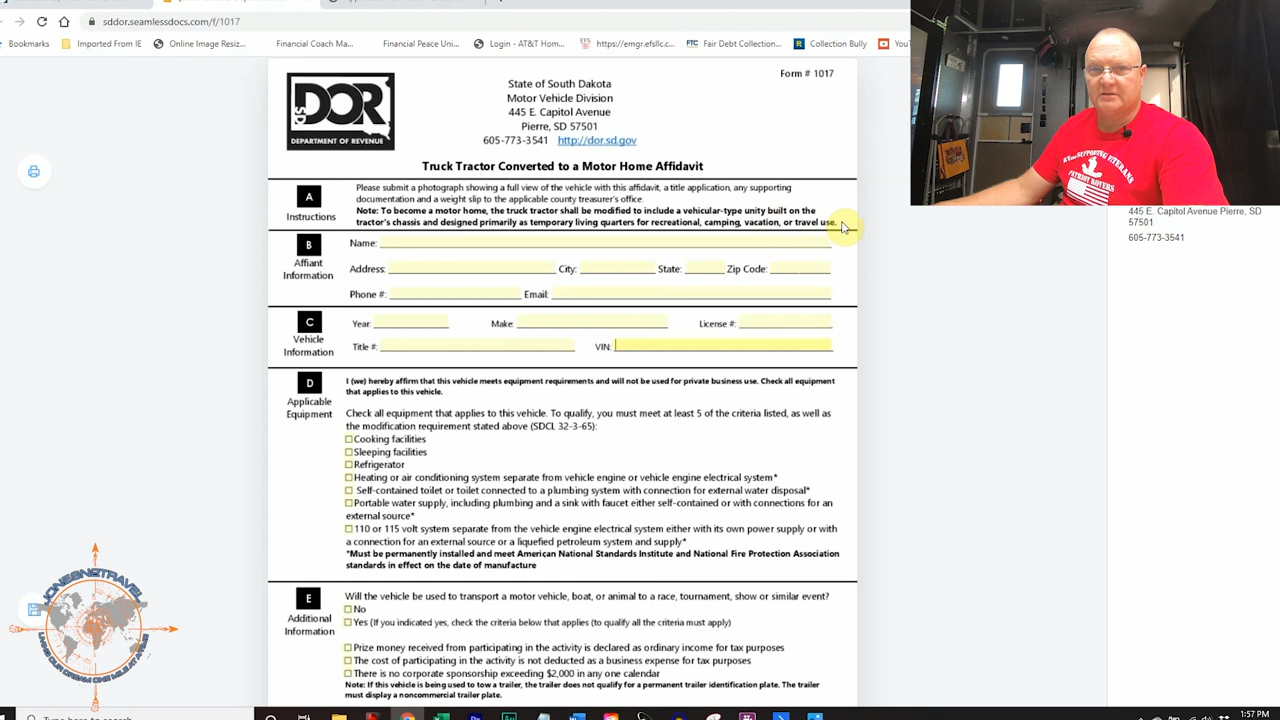 sddor.seamlessdocs.com/f/1017
Bookmarks
Imported From IE
Online Image Resiz...
Financial Coach Ma...
Financial Peace Uni...
Login - AT&T Hom...
https://emgr.efsllc.c...
FTC Fair Debt Collection...
Collection Bully
SD DOR
DEPARTMENT OF REVENUE
State of South Dakota
Motor Vehicle Division
445 E. Capitol Avenue
Pierre, SD 57501
605-773-3541 http://dor.sd.gov
Form # 1017
Truck Tractor Converted to a Motor Home Affidavit
A
Instructions
Please submit a photograph showing a full view of the vehicle with this affidavit, a title application, any supporting
documentation and a weight slip to the applicable county treasurer's office.
Note: To become a motor home, the truck tractor shall be modified to include a vehicular-type unity built on the
tractor's chassis and designed primarily as temporary living quarters for recreational, camping, vacation, or travel use.
B
Affiant
Information
Name:
Address: City: State: Zip Code:
Phone #: Email:
C
Vehicle
Information
Year: Make: License #:
Title #: VIN:
D
Applicable
Equipment
I (we) hereby affirm that this vehicle meets equipment requirements and will not be used for private business use. Check all equipment
that applies to this vehicle.
Check all equipment that applies to this vehicle. To qualify, you must meet at least 5 of the criteria listed, as well as
the modification requirement stated above (SDCL 32-3-65):
Cooking facilities
Sleeping facilities
Refrigerator
Heating or air conditioning system separate from vehicle engine or vehicle engine electrical system*
Self-contained toilet or toilet connected to a plumbing system with connection for external water disposal*
Portable water supply, including plumbing and a sink with faucet either self-contained or with connections for an
external source*
110 or 115 volt system separate from the vehicle engine electrical system either with its own power supply or with
a connection for an external source or a liquefied petroleum system and supply*
*Must be permanently installed and meet American National Standards Institute and National Fire Protection Association
standards in effect on the date of manufacture
E
Additional
Information
Will the vehicle be used to transport a motor vehicle, boat, or animal to a race, tournament, show or similar event?
No
Yes (If you indicated yes, check the criteria below that applies (to qualify all the criteria must apply)
Prize money received from participating in the activity is declared as ordinary income for tax purposes
The cost of participating in the activity is not deducted as a business expense for tax purposes
There is no corporate sponsorship exceeding $2,000 in any one calendar
Note: If this vehicle is being used to tow a trailer, the trailer does not qualify for a permanent trailer identification plate. The trailer
must display a noncommercial trailer plate.
445 E. Capitol Avenue Pierre, SD
57501
605-773-3541
SUPPORTING VETERANS
PATRIOT ROVERS
JONESNGTRAVEL
LIVING OUR DREAM ONE MILE AT A TIME
1:57 PM